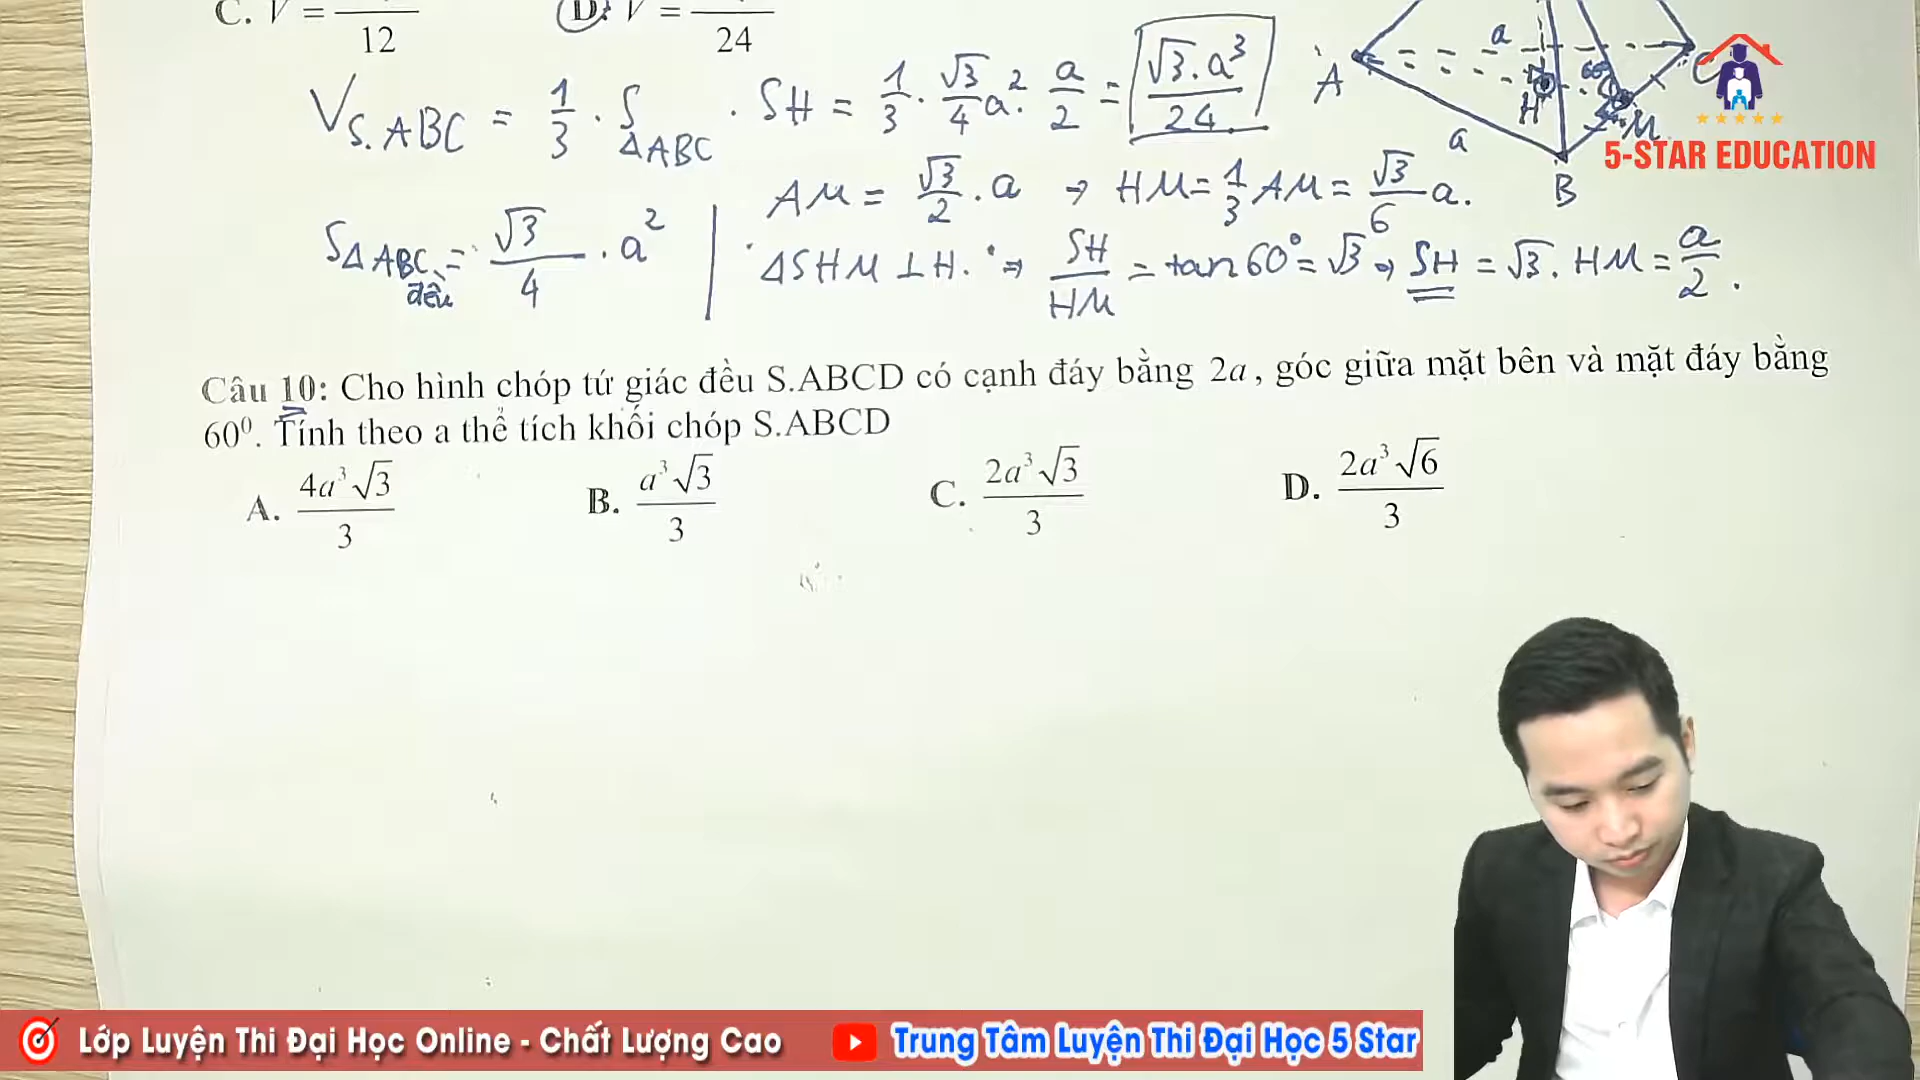 C. V = 12
D. V = 24
V S.ABC = 1/3 . S ΔABC . SH = 1/3 . √3/4 a² . a/2 = √3.a³/24
A a H 60° M a B
5-STAR EDUCATION
AM = √3/2 . a → HM = 1/3 AM = √3/6 a.
S ΔABC đều = √3/4 . a²
ΔSHM ⊥ H. ⇒ SH/HM = tan60° = √3 → SH = √3 . HM = a/2 .
Câu 10: Cho hình chóp tứ giác đều S.ABCD có cạnh đáy bằng 2a, góc giữa mặt bên và mặt đáy bằng
60⁰. Tính theo a thể tích khối chóp S.ABCD
A. 4a³√3/3 B. a³√3/3 C. 2a³√3/3 D. 2a³√6/3
Lớp Luyện Thi Đại Học Online - Chất Lượng Cao Trung Tâm Luyện Thi Đại Học 5 Star